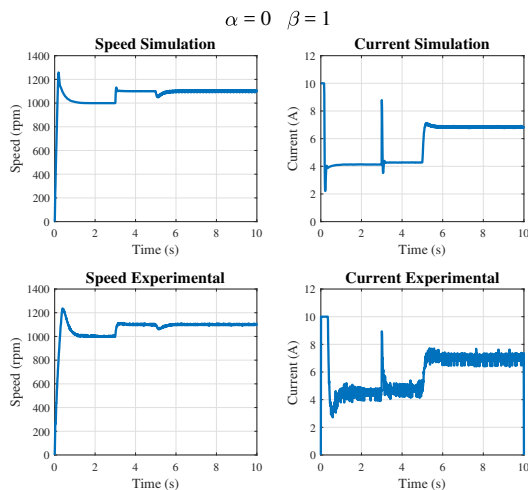 α = 0 β = 1
Speed Simulation
Speed (rpm)
1400
1200
1000
800
600
400
200
0
0 2 4 6 8 10
Time (s)
Current Simulation
Current (A)
12
10
8
6
4
2
0
0 2 4 6 8 10
Time (s)
Speed Experimental
Speed (rpm)
1400
1200
1000
800
600
400
200
0
0 2 4 6 8 10
Time (s)
Current Experimental
Current (A)
12
10
8
6
4
2
0
0 2 4 6 8 10
Time (s)